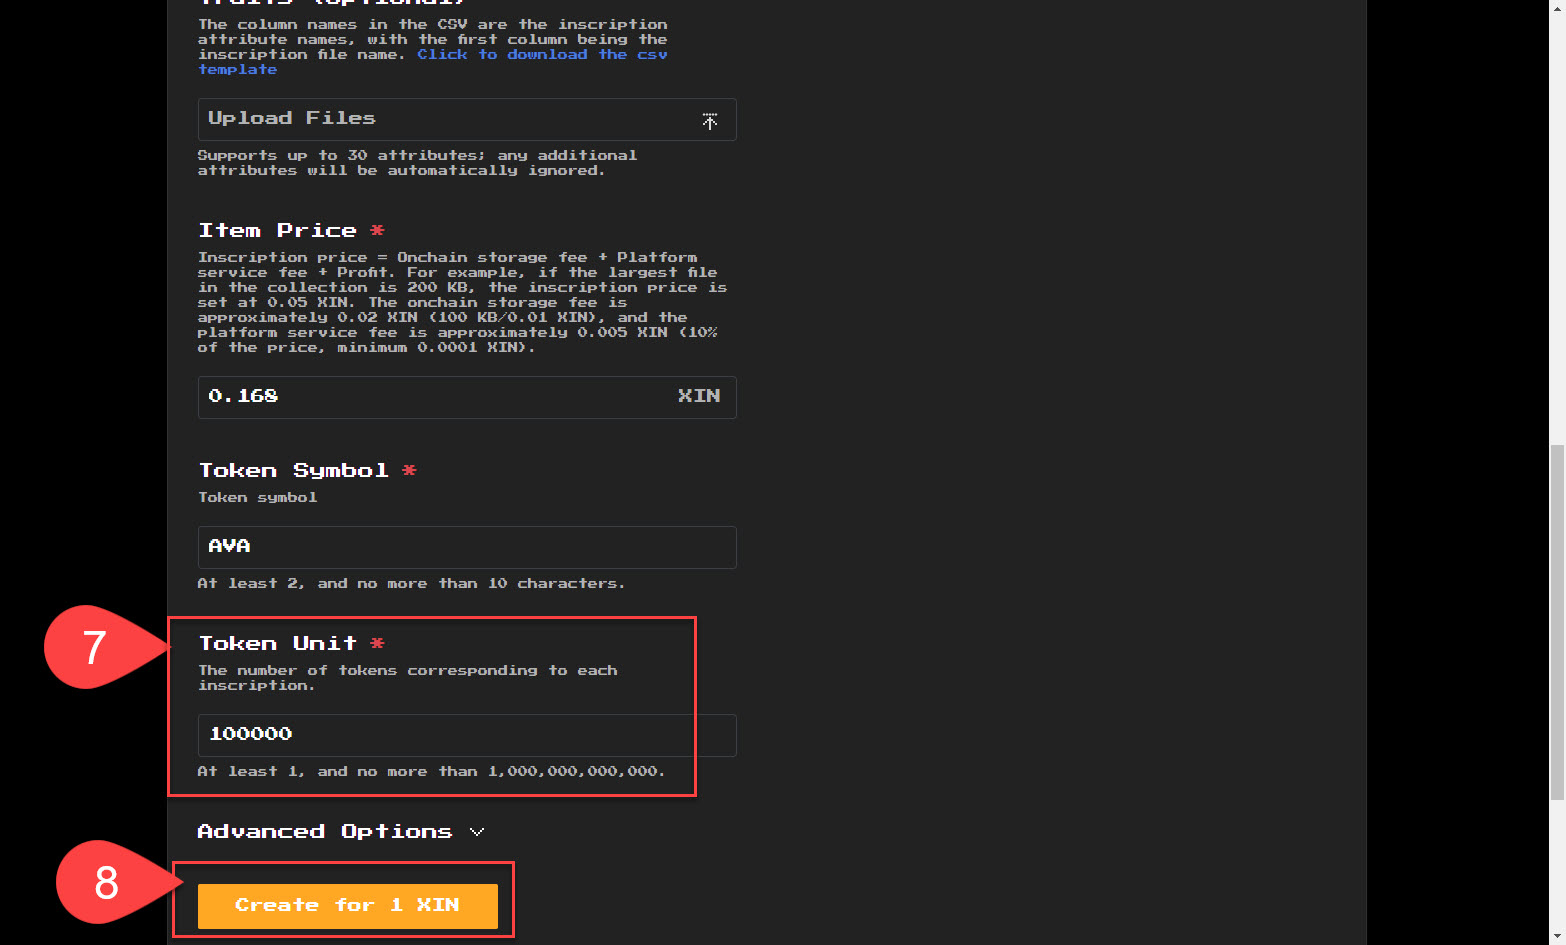 Traits (Optional)
The column names in the CSV are the inscription
attribute names, with the first column being the
inscription file name. Click to download the csv
template
Upload Files
Supports up to 30 attributes; any additional
attributes will be automatically ignored.
Item Price *
Inscription price = Onchain storage fee + Platform
service fee + Profit. For example, if the largest file
in the collection is 200 KB, the inscription price is
set at 0.05 XIN. The onchain storage fee is
approximately 0.02 XIN (100 KB/0.01 XIN), and the
platform service fee is approximately 0.005 XIN (10%
of the price, minimum 0.0001 XIN).
0.168 XIN
Token Symbol *
Token symbol
AVA
At least 2, and no more than 10 characters.
7
Token Unit *
The number of tokens corresponding to each
inscription.
100000
At least 1, and no more than 1,000,000,000,000.
Advanced Options
8
Create for 1 XIN